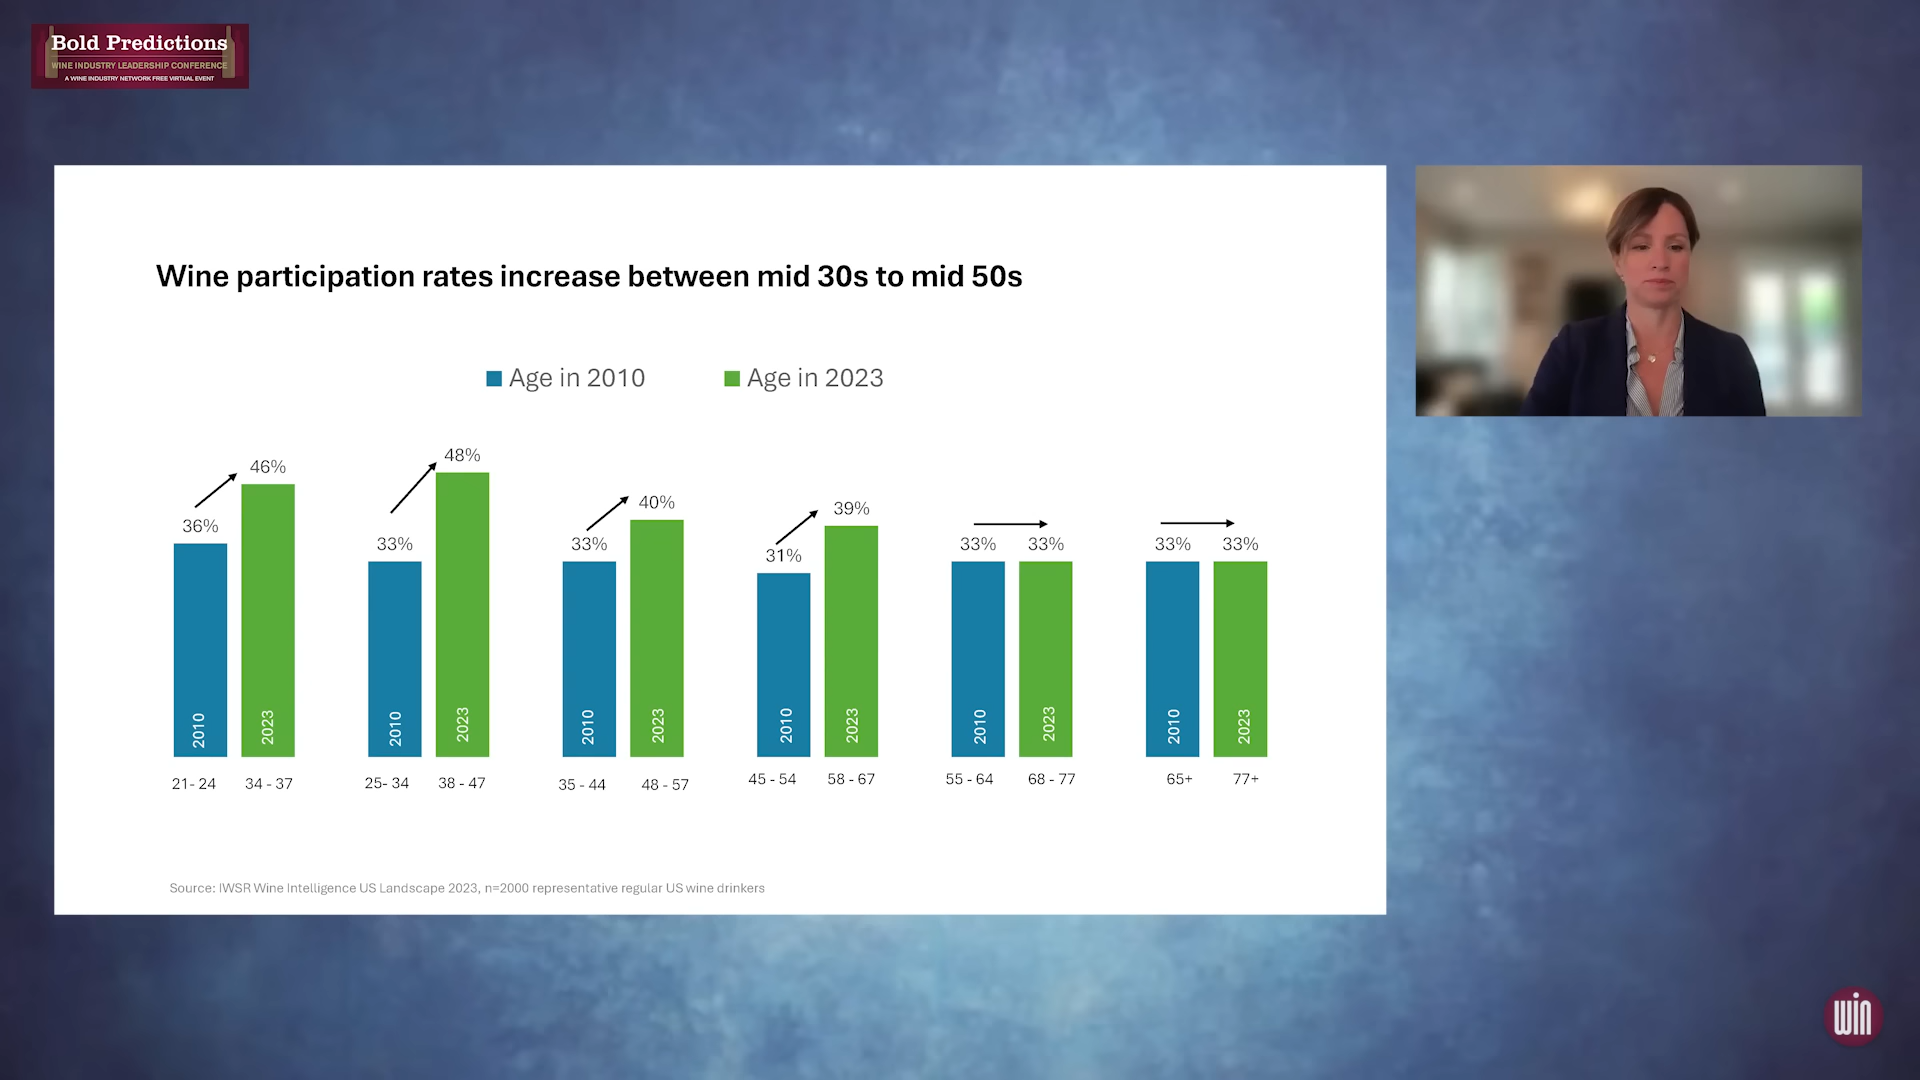 Bold Predictions
WINE INDUSTRY LEADERSHIP CONFERENCE
A WINE INDUSTRY NETWORK FREE VIRTUAL EVENT
Wine participation rates increase between mid 30s to mid 50s
Age in 2010 Age in 2023
36% 46% 33% 48% 33% 40% 31% 39% 33% 33% 33% 33%
2010 2023 2010 2023 2010 2023 2010 2023 2010 2023 2010 2023
21- 24 34 - 37 25- 34 38 - 47 35 - 44 48 - 57 45 - 54 58 - 67 55 - 64 68 - 77 65+ 77+
Source: IWSR Wine Intelligence US Landscape 2023, n=2000 representative regular US wine drinkers
win